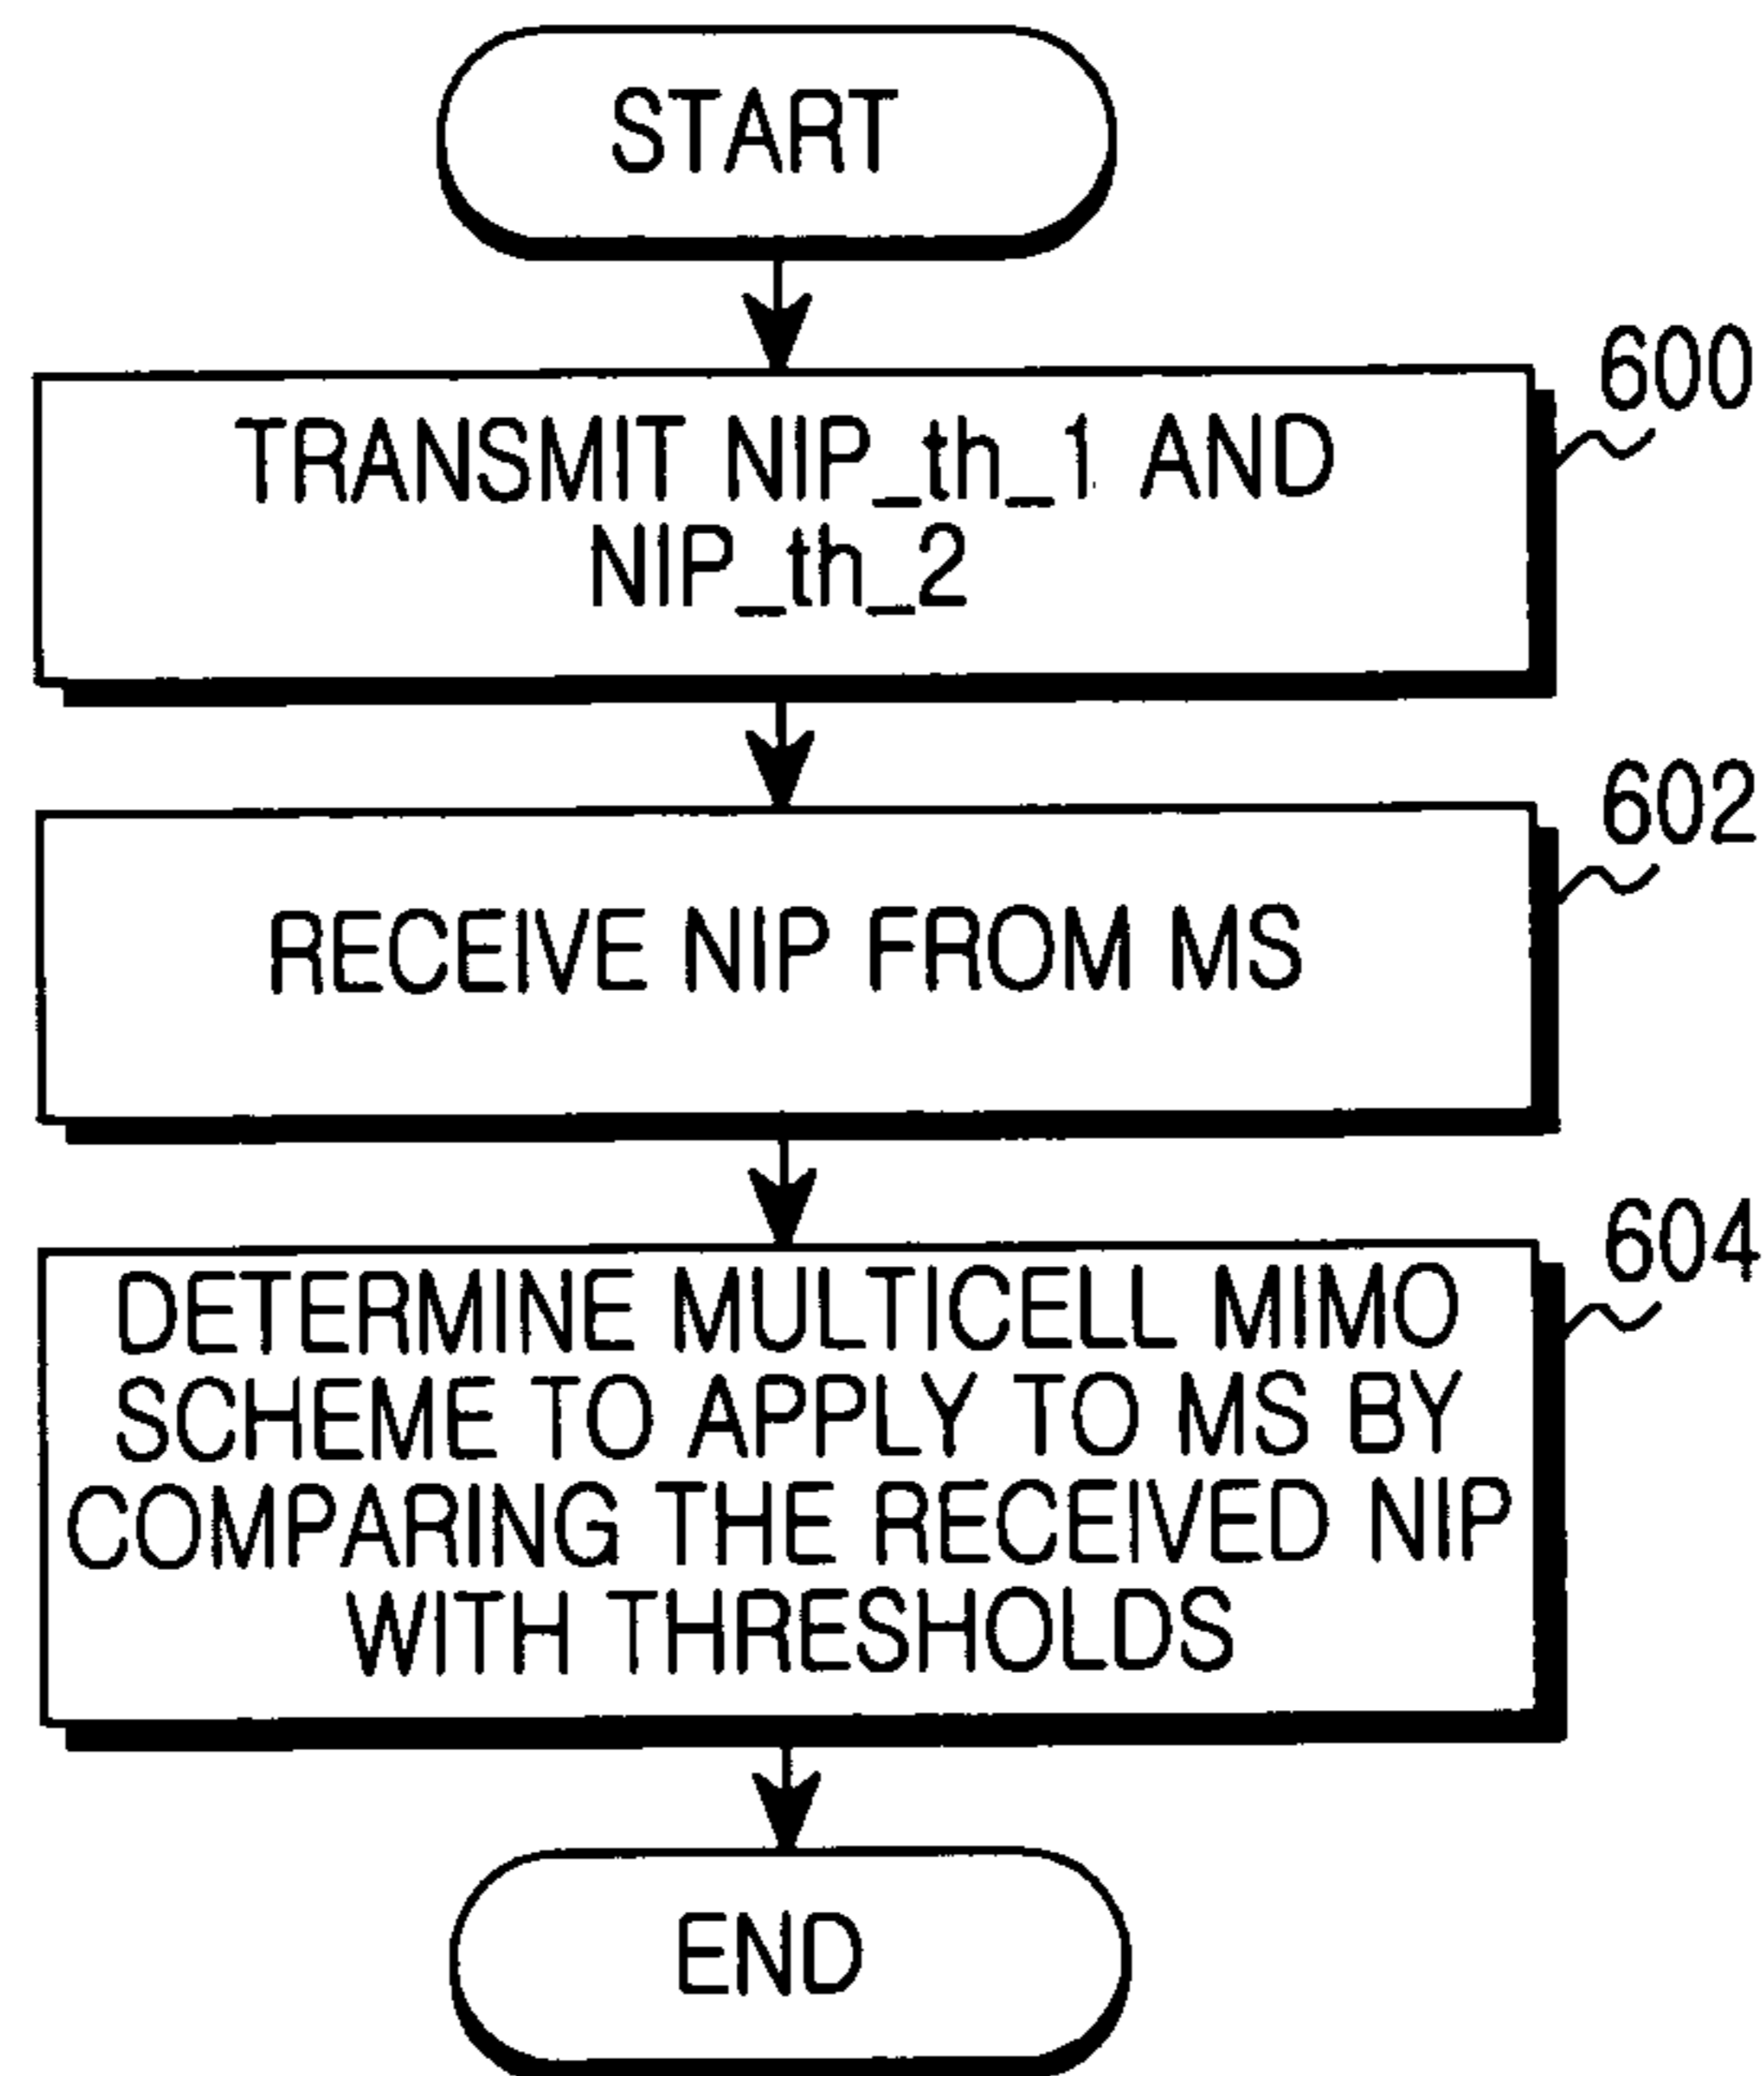 START
600
TRANSMIT NIP_th_1 AND
NIP_th_2
602
RECEIVE NIP FROM MS
604
DETERMINE MULTICELL MIMO
SCHEME TO APPLY TO MS BY
COMPARING THE RECEIVED NIP
WITH THRESHOLDS
END